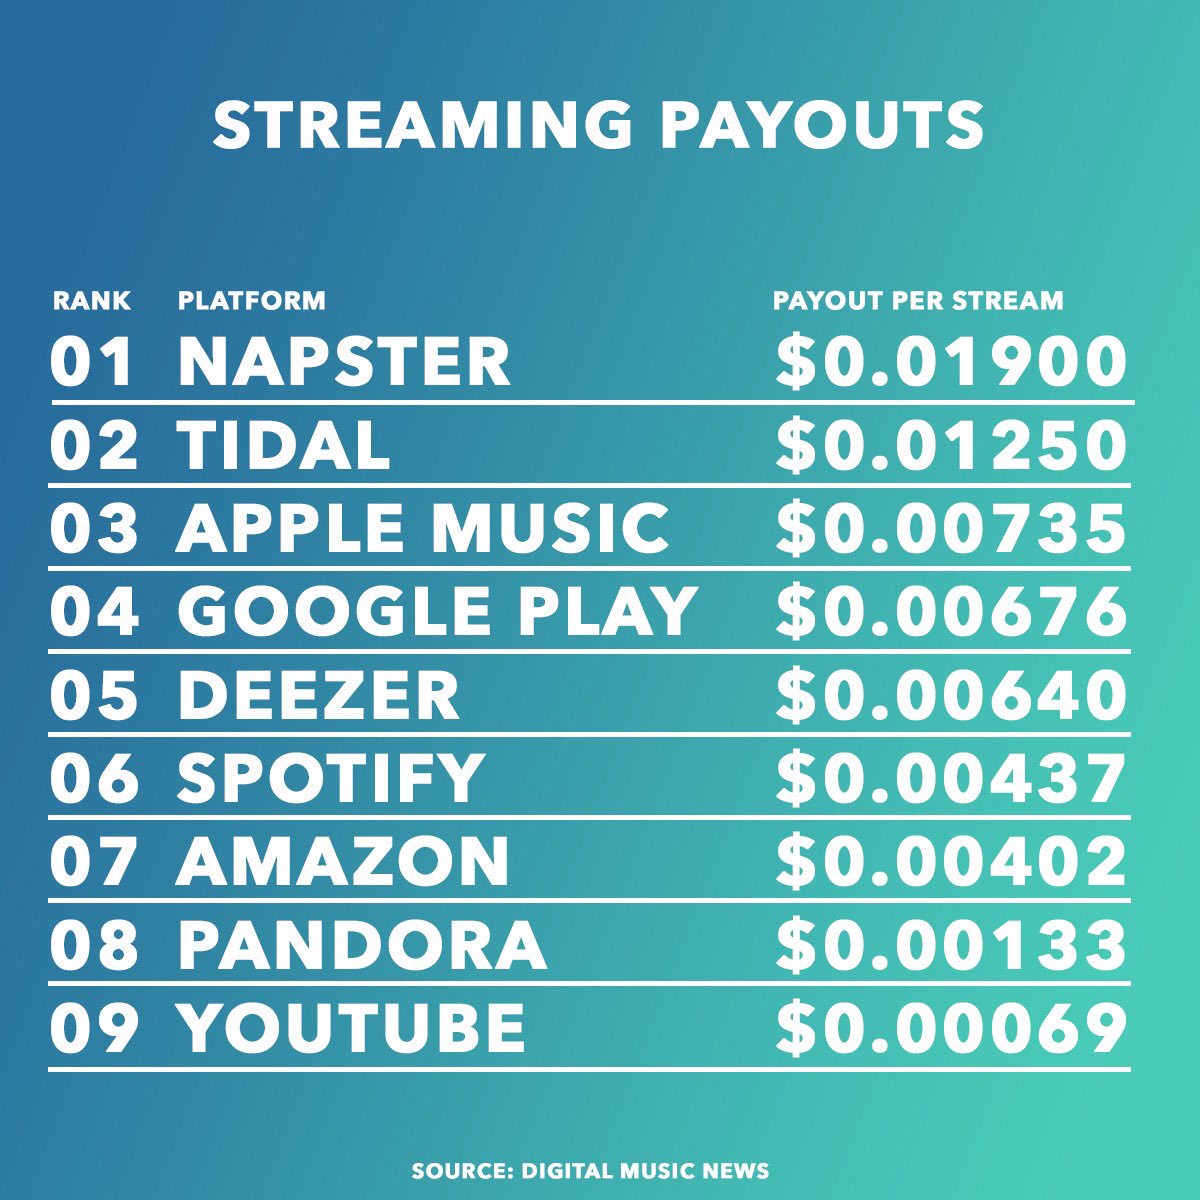 STREAMING PAYOUTS
RANK PLATFORM PAYOUT PER STREAM
01 NAPSTER $0.01900
02 TIDAL $0.01250
03 APPLE MUSIC $0.00735
04 GOOGLE PLAY $0.00676
05 DEEZER $0.00640
06 SPOTIFY $0.00437
07 AMAZON $0.00402
08 PANDORA $0.00133
09 YOUTUBE $0.00069
SOURCE: DIGITAL MUSIC NEWS